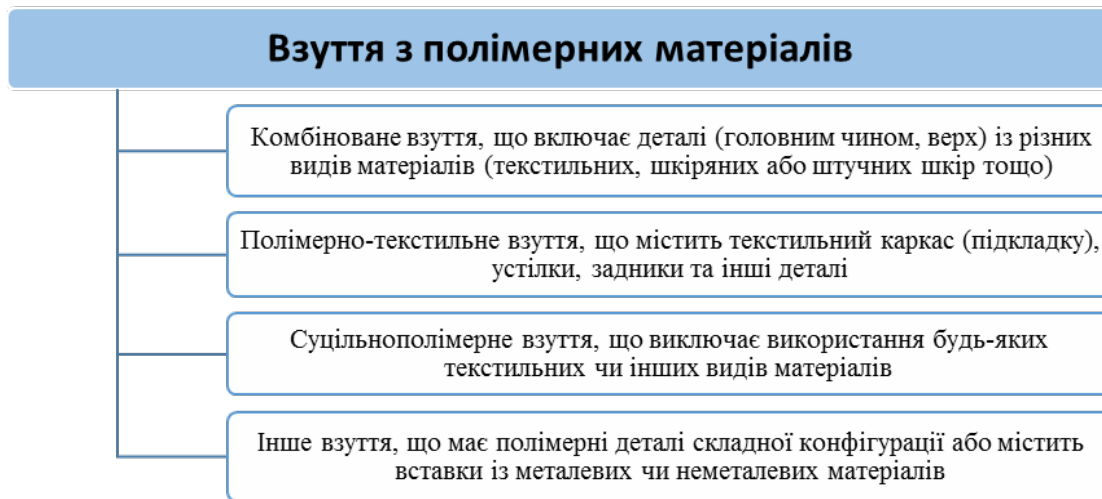 Взуття з полімерних матеріалів
Комбіноване взуття, що включає деталі (головним чином, верх) із різних
видів матеріалів (текстильних, шкіряних або штучних шкір тощо)
Полімерно-текстильне взуття, що містить текстильний каркас (підкладку),
устілки, задники та інші деталі
Суцільнополімерне взуття, що виключає використання будь-яких
текстильних чи інших видів матеріалів
Інше взуття, що має полімерні деталі складної конфігурації або містить
вставки із металевих чи неметалевих матеріалів